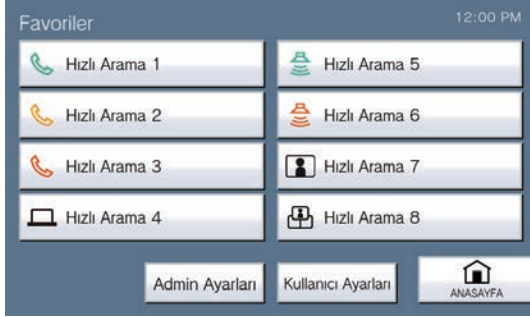 Favoriler
12:00 PM
Hızlı Arama 1
Hızlı Arama 2
Hızlı Arama 3
Hızlı Arama 4
Hızlı Arama 5
Hızlı Arama 6
Hızlı Arama 7
Hızlı Arama 8
Admin Ayarları
Kullanıcı Ayarları
ANASAYFA